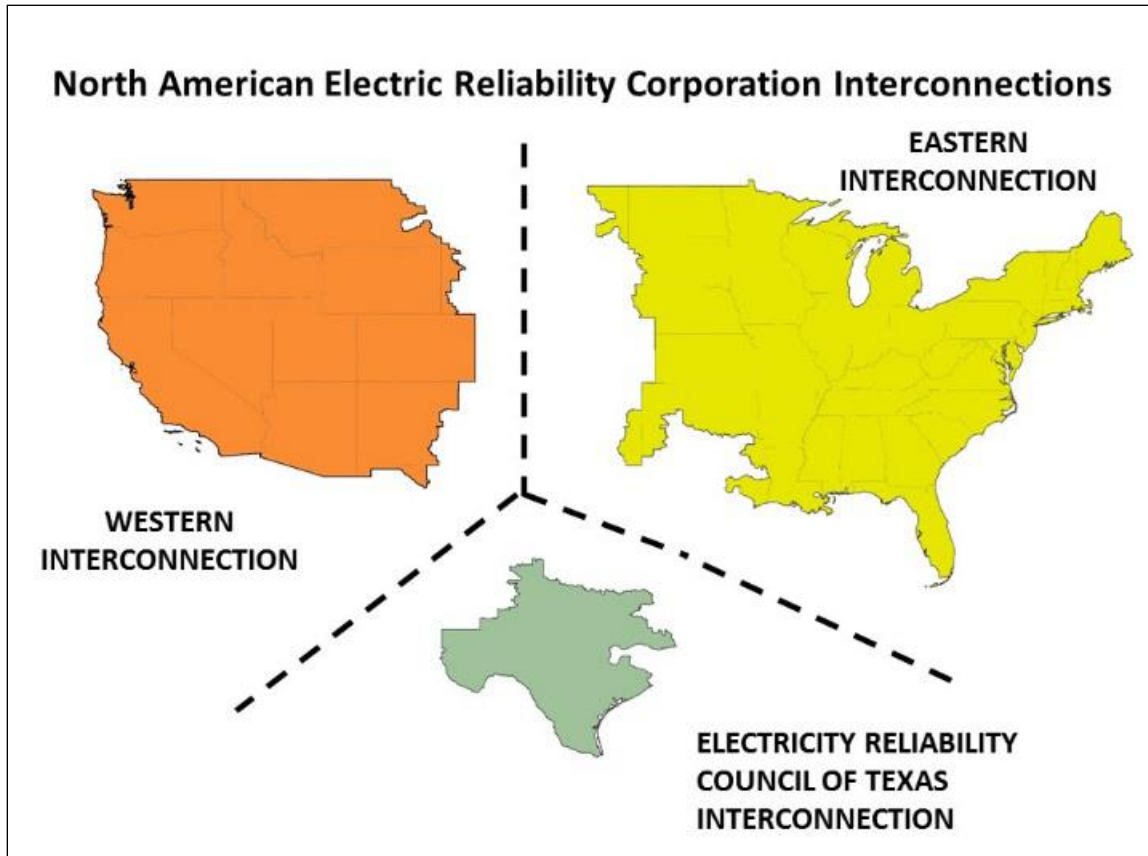 North American Electric Reliability Corporation Interconnections
EASTERN
INTERCONNECTION
WESTERN
INTERCONNECTION
ELECTRICITY RELIABILITY
COUNCIL OF TEXAS
INTERCONNECTION